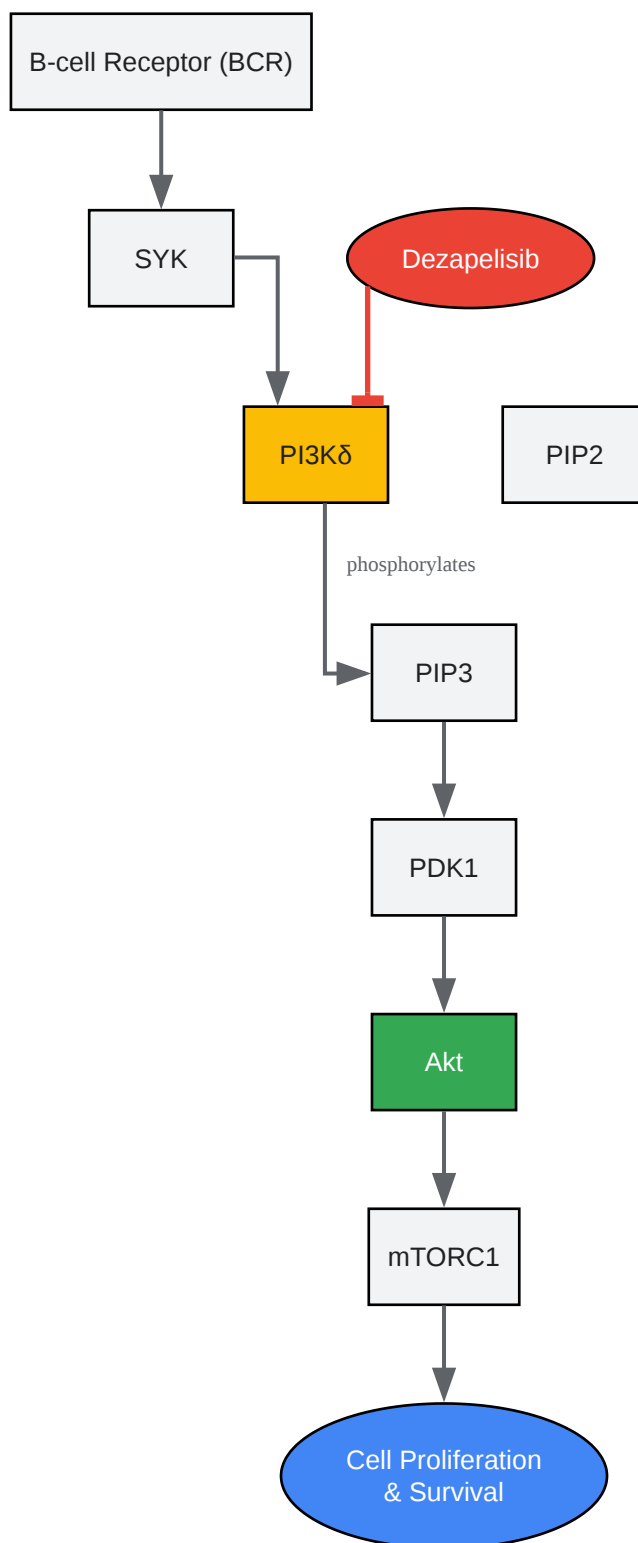 B-cell Receptor (BCR)
SYK
Dezapelisib
PI3Kδ
PIP2
phosphorylates
PIP3
PDK1
Akt
mTORC1
Cell Proliferation
& Survival